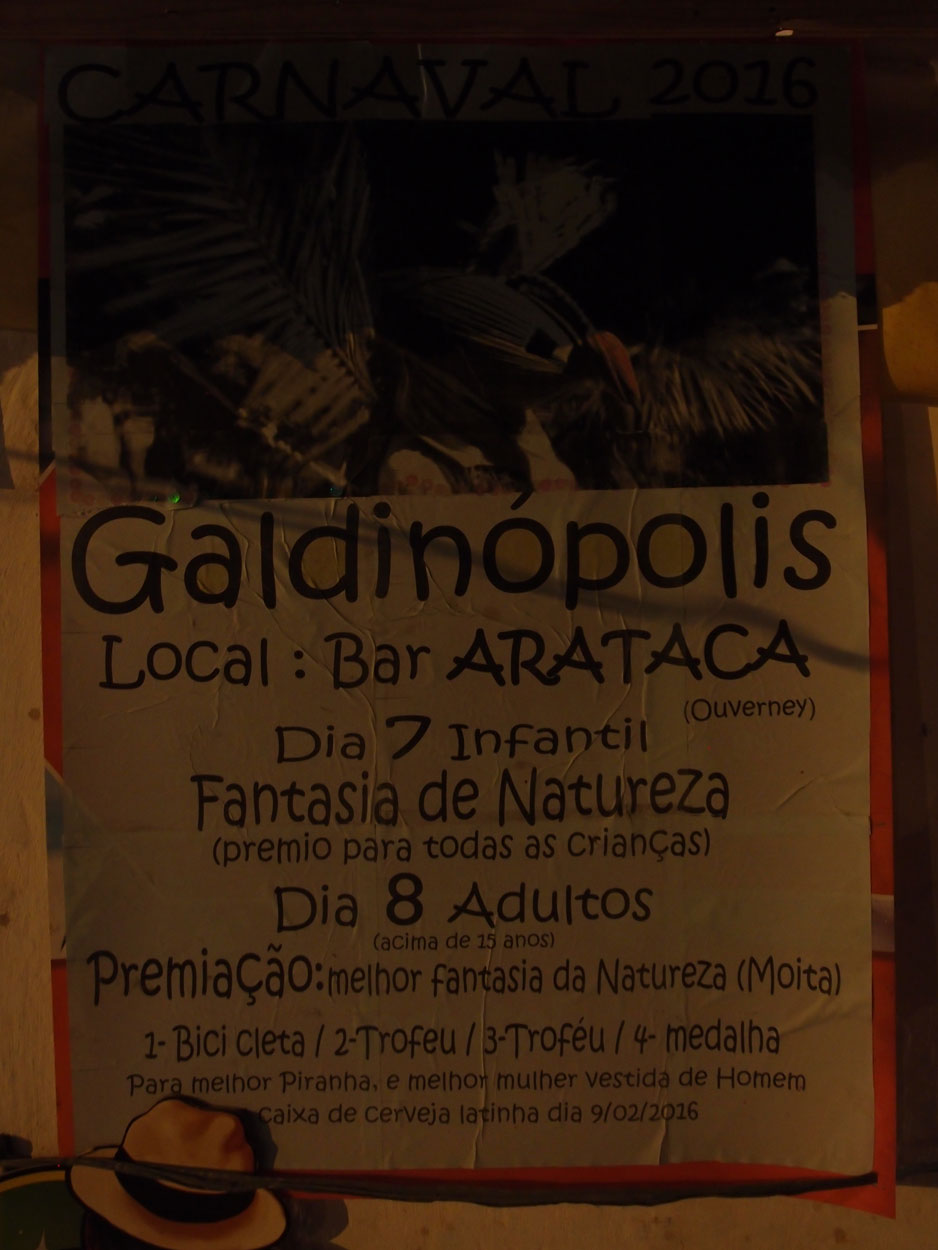 CARNAVAL 2016
Galdinópolis
Local : Bar ARATACA
(Ouverney)
Dia 7 Infantil
Fantasia de Natureza
(premio para todas as crianças)
Dia 8 Adultos
(acima de 15 anos)
Premiação: melhor fantasia da Natureza (Moita)
1- Bici cleta / 2-Trofeu / 3-Troféu / 4- medalha
Para melhor Piranha, e melhor mulher vestida de Homem
caixa de cerveja latinha dia 9/02/2016